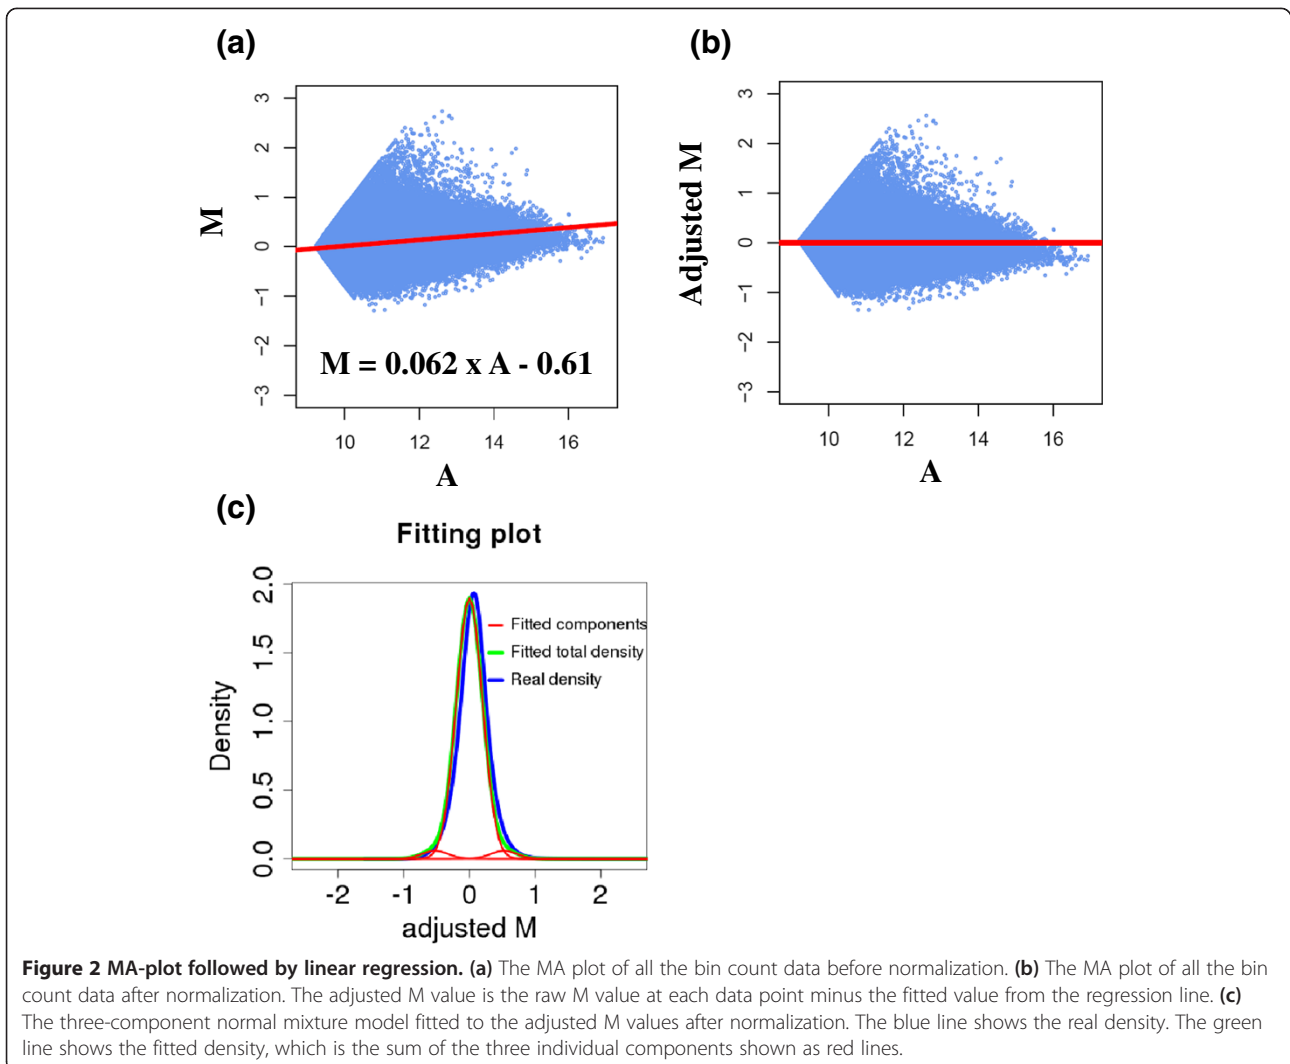 (a)
(b)
3
2
1
0
-1
-2
-3
M
M = 0.062 x A - 0.61
10 12 14 16
A
3
2
1
0
-1
-2
-3
Adjusted M
10 12 14 16
A
(c)
Fitting plot
2.0
1.5
1.0
0.5
0.0
Density
Fitted components
Fitted total density
Real density
-2 -1 0 1 2
adjusted M
Figure 2 MA-plot followed by linear regression. (a) The MA plot of all the bin count data before normalization. (b) The MA plot of all the bin
count data after normalization. The adjusted M value is the raw M value at each data point minus the fitted value from the regression line. (c)
The three-component normal mixture model fitted to the adjusted M values after normalization. The blue line shows the real density. The green
line shows the fitted density, which is the sum of the three individual components shown as red lines.